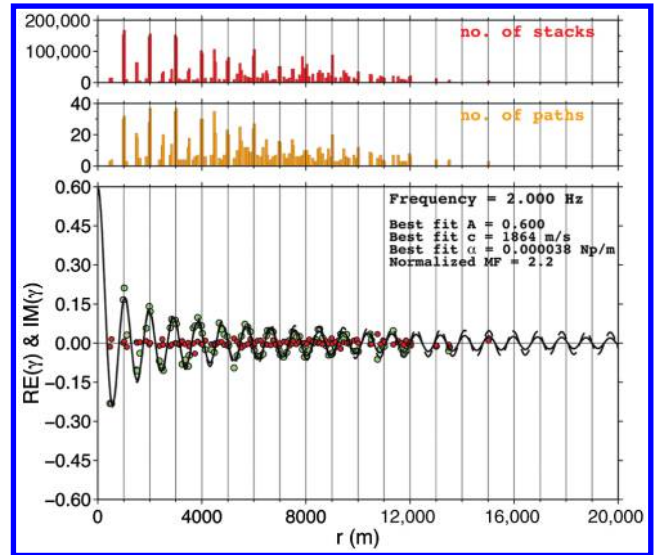 200,000
100,000
0
no. of stacks
40
20
0
no. of paths
0.60
0.45
0.30
0.15
0.00
-0.15
-0.30
-0.45
-0.60
RE(γ) & IM(γ)
Frequency = 2.000 Hz
Best fit A = 0.600
Best fit c = 1864 m/s
Best fit α = 0.000038 Np/m
Normalized MF = 2.2
0 4000 8000 12,000 16,000 20,000
r (m)